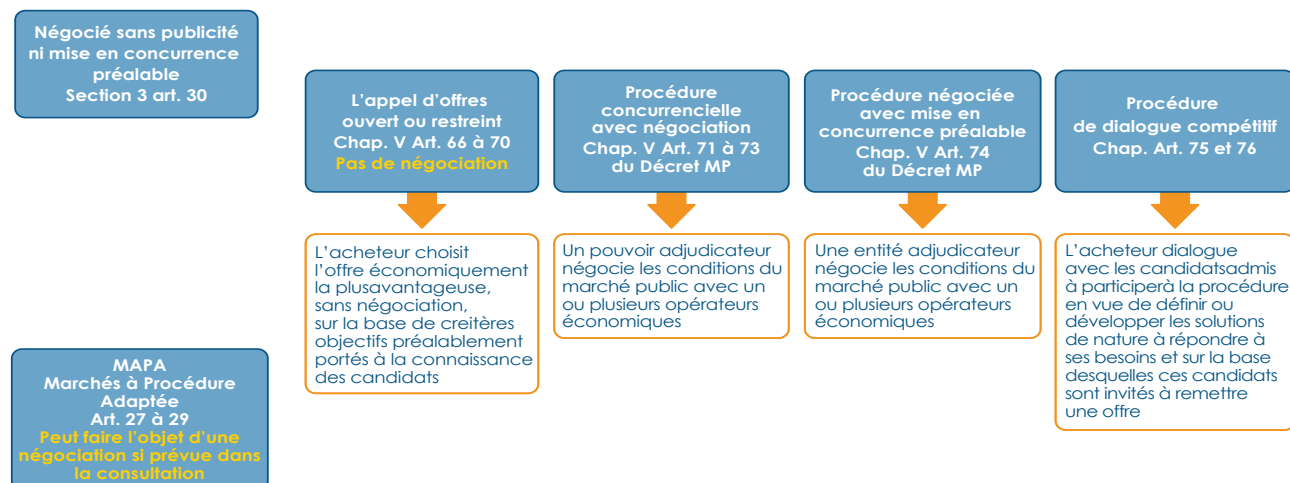 Négocié sans publicité
ni mise en concurrence
préalable
Section 3 art. 30
L'appel d'offres
ouvert ou restreint
Chap. V Art. 66 à 70
Pas de négociation
Procédure
concurrencielle
avec négociation
Chap. V Art. 71 à 73
du Décret MP
Procédure négociée
avec mise en
concurrence préalable
Chap. V Art. 74
du Décret MP
Procédure
de dialogue compétitif
Chap. Art. 75 et 76
L'acheteur choisit
l'offre économiquement
la plusavantageuse,
sans négociation,
sur la base de creitères
objectifs préalablement
portés à la connaissance
des candidats
Un pouvoir adjudicateur
négocie les conditions du
marché public avec un
ou plusieurs opérateurs
économiques
Une entité adjudicateur
négocie les conditions du
marché public avec un
ou plusieurs opérateurs
économiques
L'acheteur dialogue
avec les candidatsadmis
à participerà la procédure
en vue de définir ou
développer les solutions
de nature à répondre à
ses besoins et sur la base
desquelles ces candidats
sont invités à remettre
une offre
MAPA
Marchés à Procédure
Adaptée
Art. 27 à 29
Peut faire l'objet d'une
négociation si prévue dans
la consultation